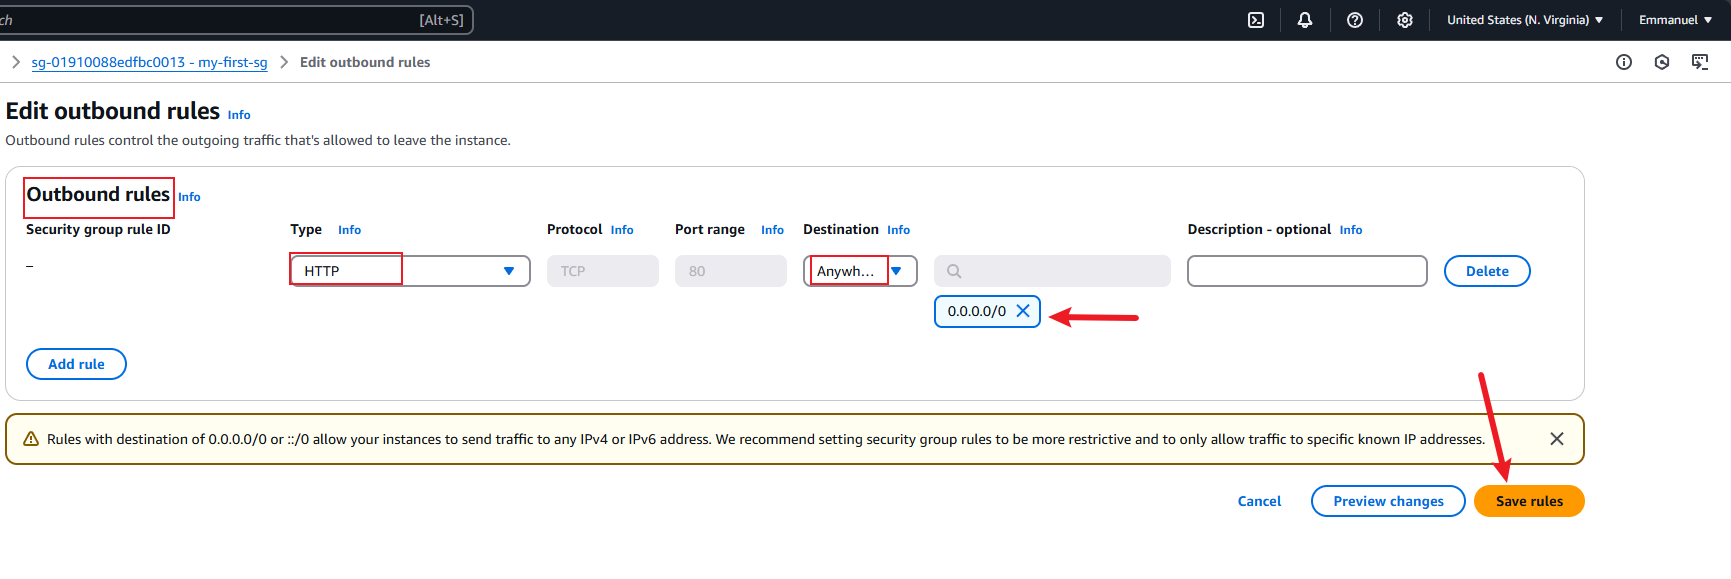 ch [Alt+S] United States (N. Virginia) Emmanuel
sg-01910088edfbc0013 - my-first-sg > Edit outbound rules
Edit outbound rules Info
Outbound rules control the outgoing traffic that's allowed to leave the instance.
Outbound rules Info
Security group rule ID Type Info Protocol Info Port range Info Destination Info Description - optional Info
– HTTP TCP 80 Anywh... Delete
0.0.0.0/0
Add rule
Rules with destination of 0.0.0.0/0 or ::/0 allow your instances to send traffic to any IPv4 or IPv6 address. We recommend setting security group rules to be more restrictive and to only allow traffic to specific known IP addresses.
Cancel Preview changes Save rules